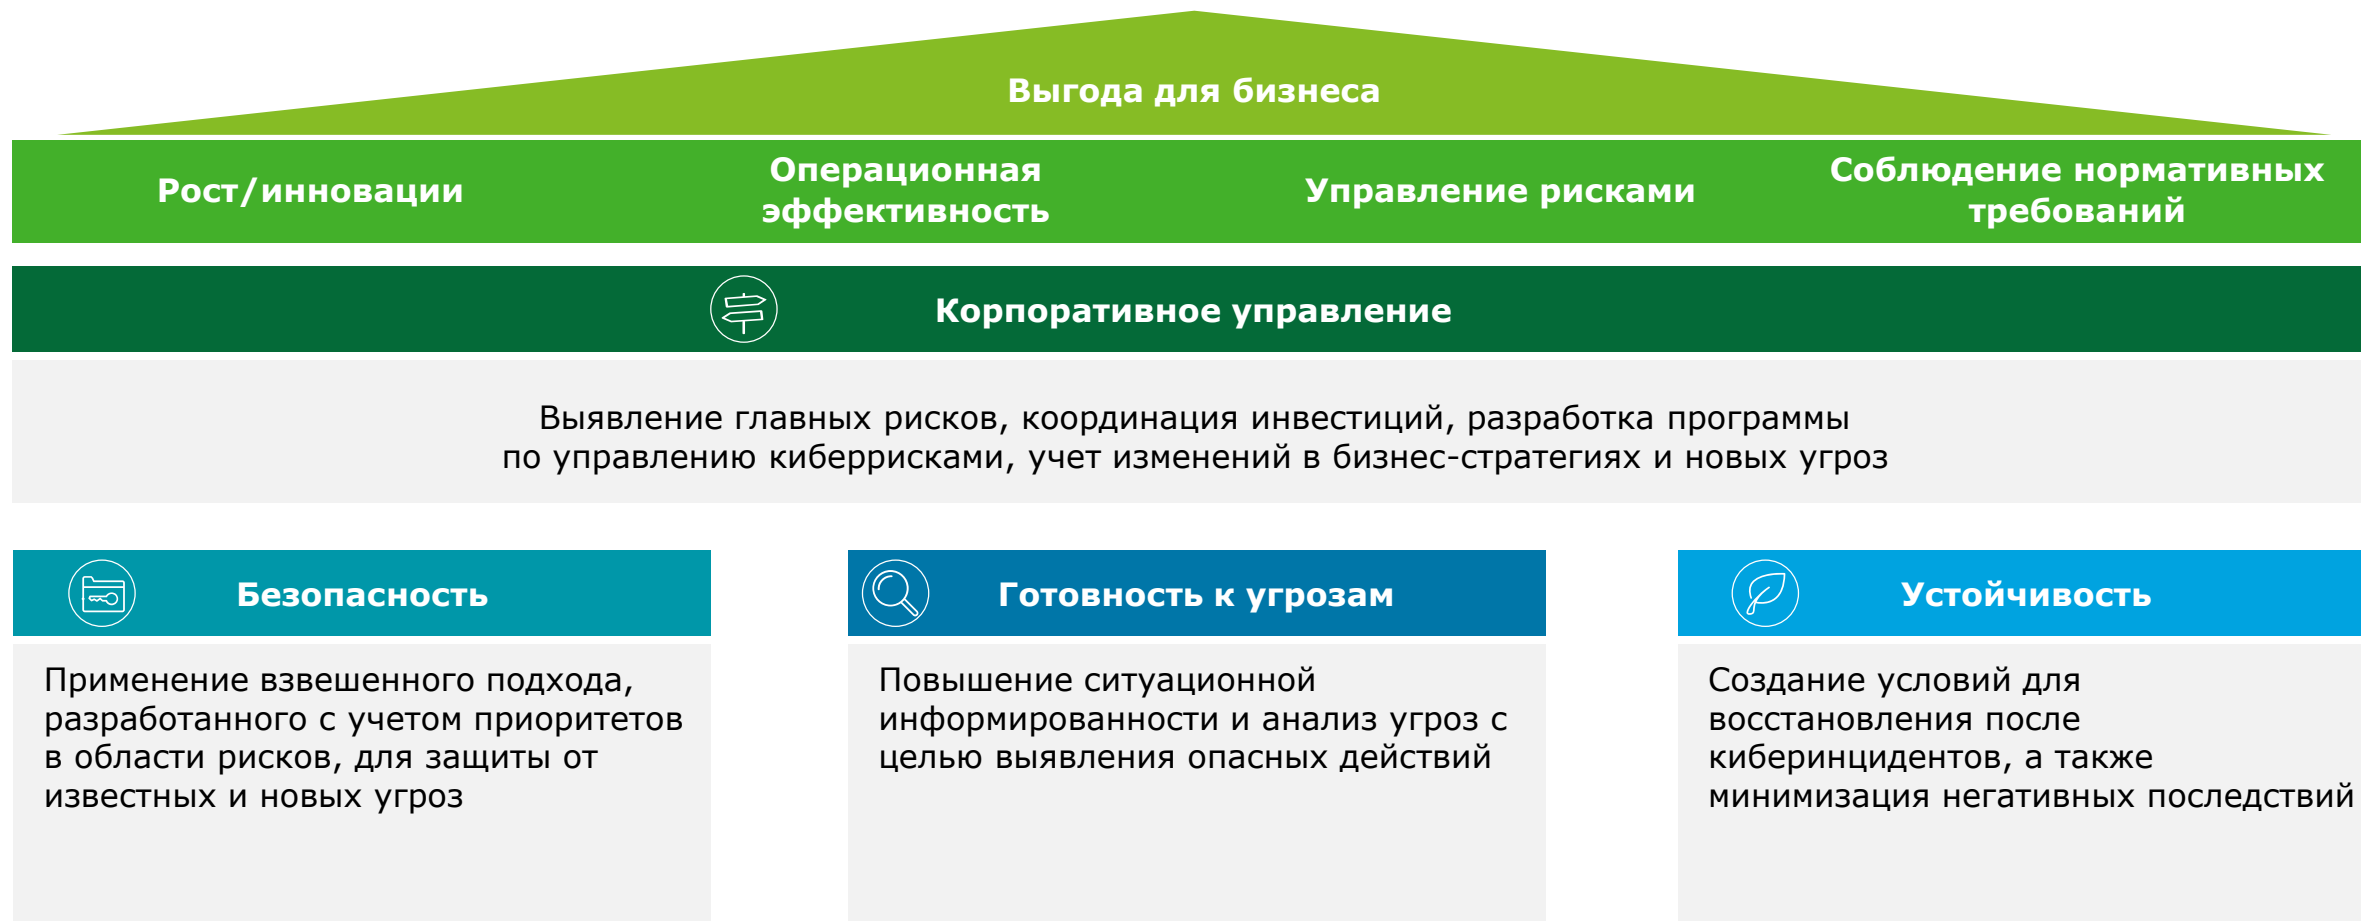 Выгода для бизнеса
Рост/инновации
Операционная
эффективность
Управление рисками
Соблюдение нормативных
требований
Корпоративное управление
Выявление главных рисков, координация инвестиций, разработка программы
по управлению киберрисками, учет изменений в бизнес-стратегиях и новых угроз
Безопасность
Применение взвешенного подхода,
разработанного с учетом приоритетов
в области рисков, для защиты от
известных и новых угроз
Готовность к угрозам
Повышение ситуационной
информированности и анализ угроз с
целью выявления опасных действий
Устойчивость
Создание условий для
восстановления после
киберинцидентов, а также
минимизация негативных последствий